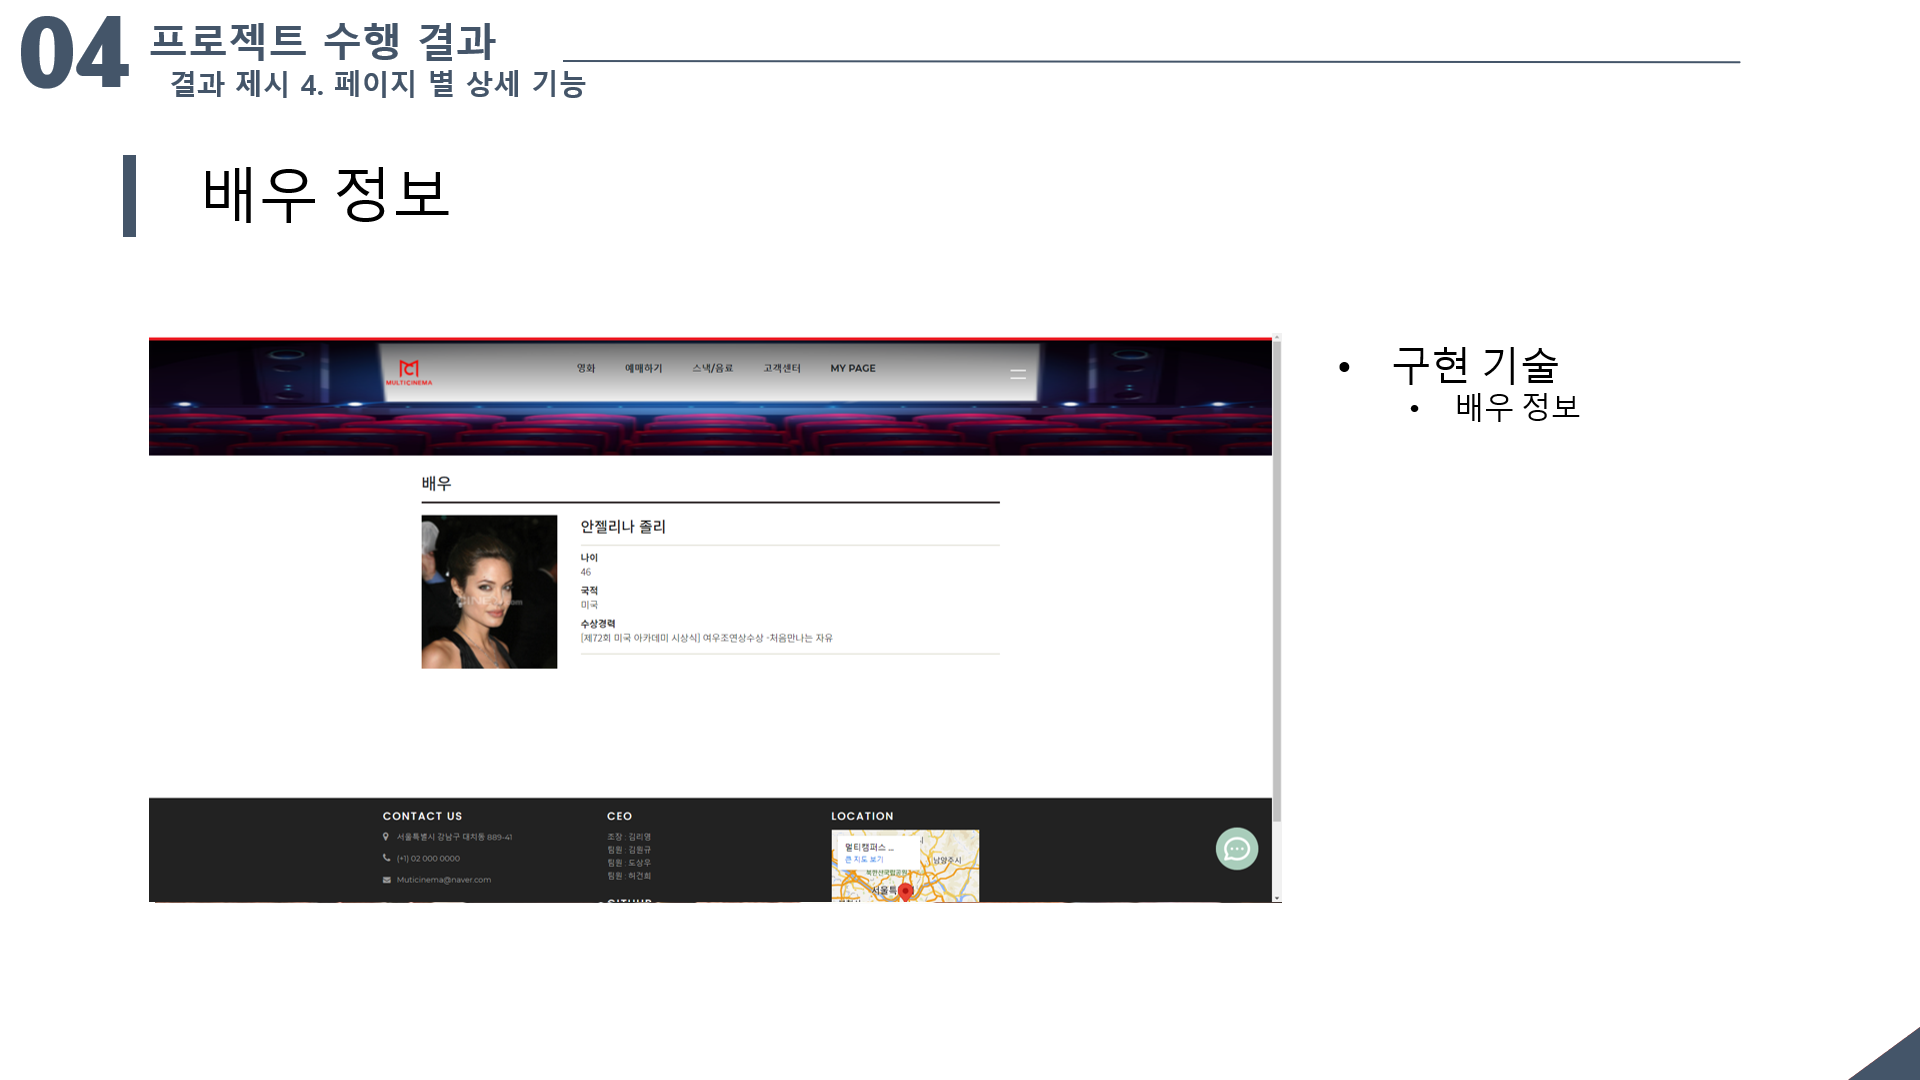 04
프로젝트 수행 결과
결과 제시 4. 페이지 별 상세 기능
배우 정보
MULTICINEMA
영화 예매하기 스낵/음료 고객센터 MY PAGE
• 구현 기술
• 배우 정보
배우
안젤리나 졸리
나이
46
국적
미국
수상경력
[제72회 미국 아카데미 시상식] 여우조연상수상 -처음만나는 자유
CONTACT US
서울특별시 강남구 대치동 889-41
(+1) 02 000 0000
Muticinema@naver.com
CEO
조장 : 김리영
팀원 : 김원규
팀원 : 도상우
팀원 : 허건회
LOCATION
멀티캠퍼스 ...
큰 지도 보기
남양주시
북한산국립공원
서울특